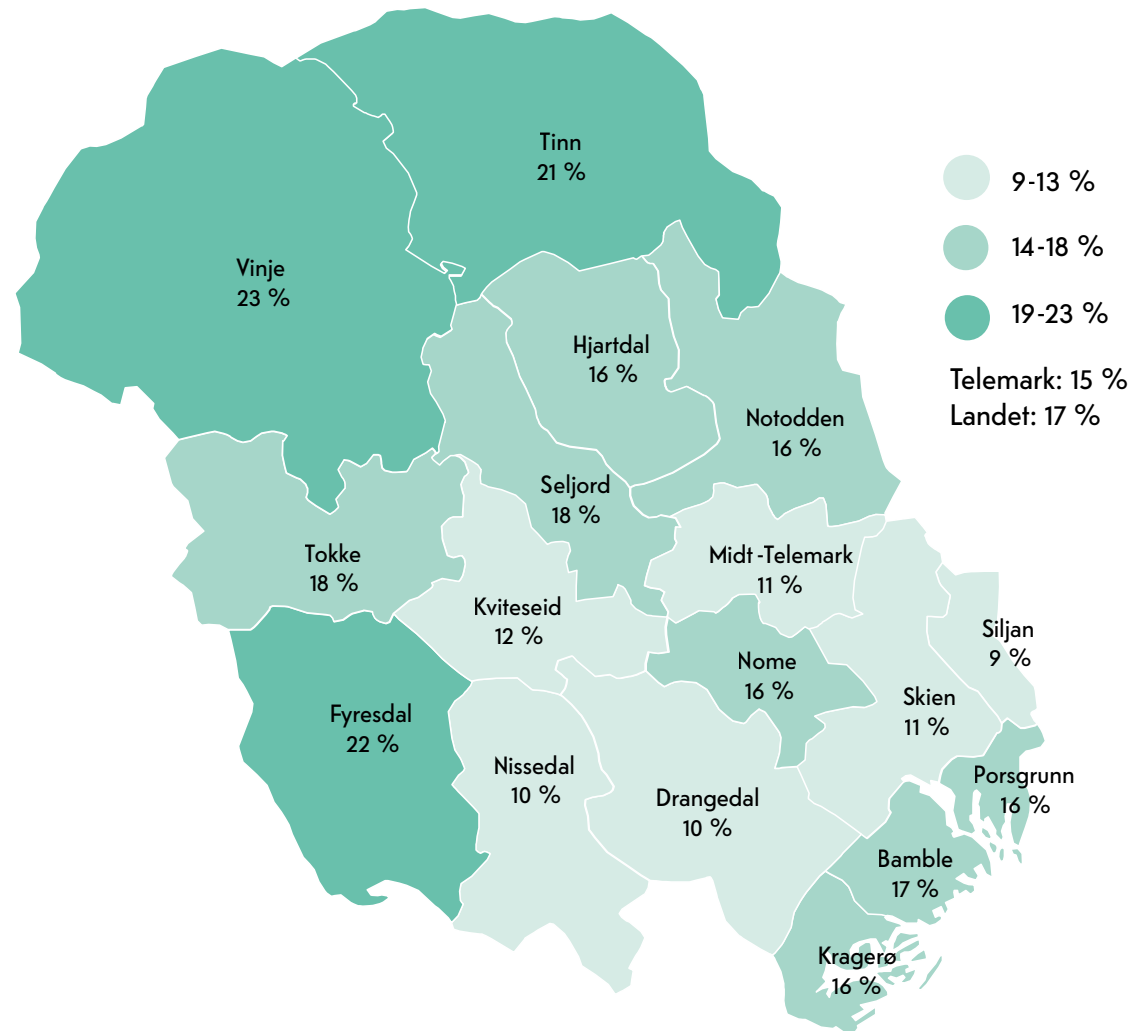 Tinn
21 %
9-13 %
14-18 %
Vinje
23 %
19-23 %
Hjartdal
16 %
Telemark: 15 %
Landet: 17 %
Notodden
16 %
Seljord
18 %
Tokke
18 %
Midt-Telemark
11 %
Kviteseid
12 %
Siljan
9 %
Nome
16 %
Skien
11 %
Fyresdal
22 %
Nissedal
10 %
Drangedal
10 %
Porsgrunn
16 %
Bamble
17 %
Kragerø
16 %